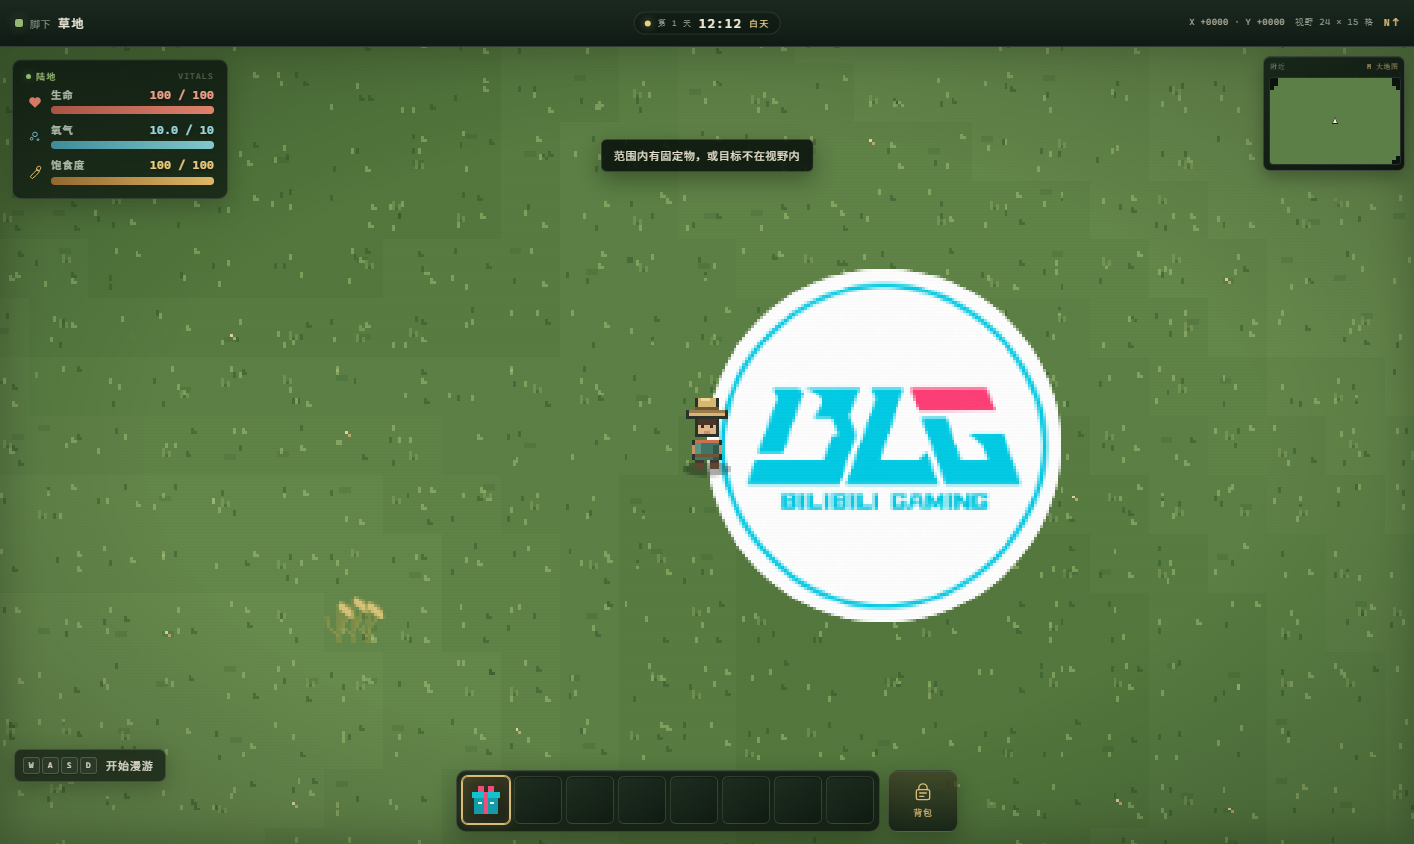 脚下 草地
第 1 天 12:12 白天
X +0000 · Y +0000 视野 24 × 15 格 N↑
陆地 VITALS
生命 100 / 100
氧气 10.0 / 10
饱食度 100 / 100
附近 M 大地图
范围内有固定物，或目标不在视野内
BLG
BILIBILI GAMING
W A S D 开始漫游
背包